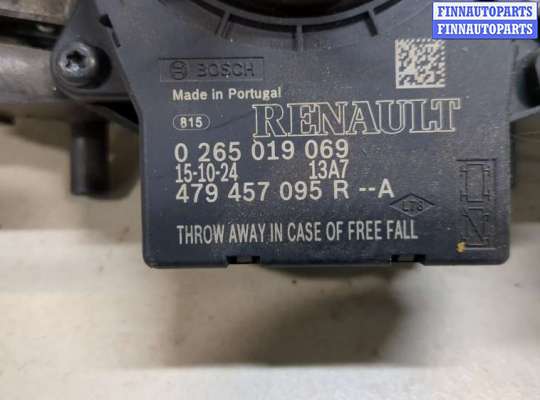 FINNAUTOPARTS
FINNAUTOPARTS
BOSCH
Made in Portugal
815
RENAULT
0 265 019 069
15-10-24 13A7
479 457 095 R --A
THROW AWAY IN CASE OF FREE FALL